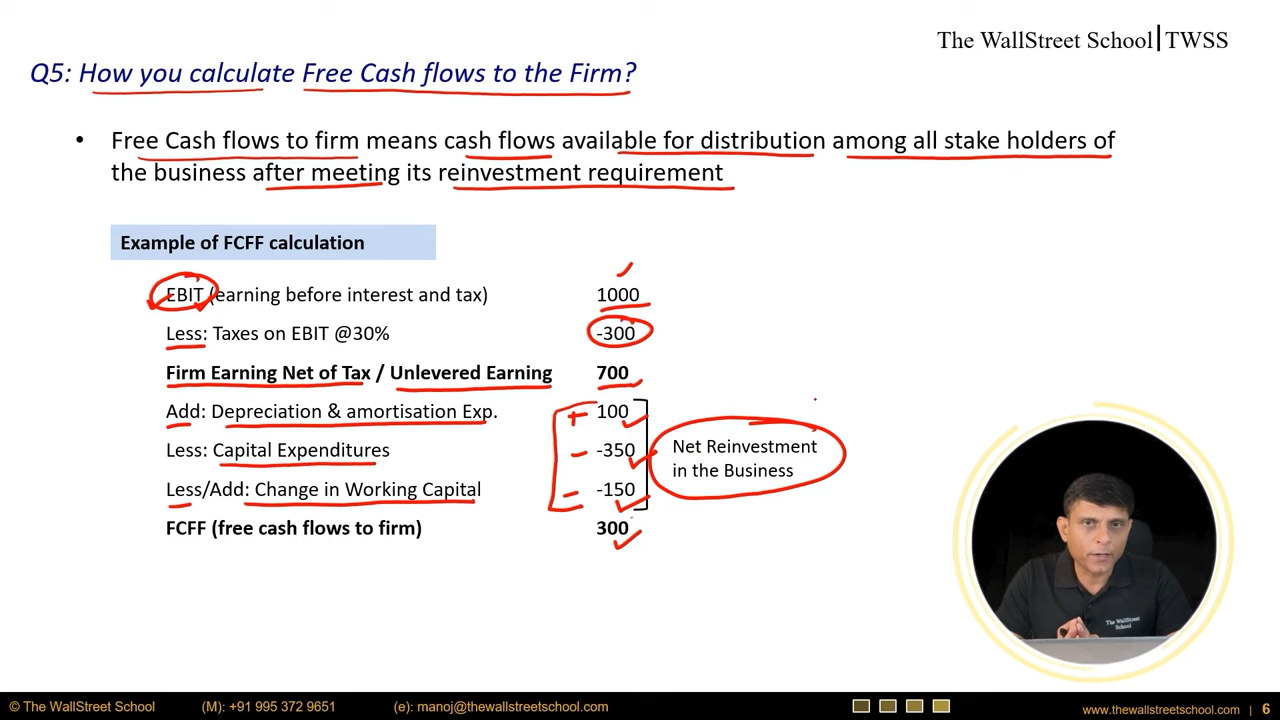 The WallStreet School|TWSS
Q5: How you calculate Free Cash flows to the Firm?
• Free Cash flows to firm means cash flows available for distribution among all stake holders of
the business after meeting its reinvestment requirement
Example of FCFF calculation
EBIT (earning before interest and tax) 1000
Less: Taxes on EBIT @30% -300
Firm Earning Net of Tax / Unlevered Earning 700
Add: Depreciation & amortisation Exp. + 100
Less: Capital Expenditures - -350
Less/Add: Change in Working Capital - -150
Net Reinvestment
in the Business
FCFF (free cash flows to firm) 300
The WallStreet
School
© The WallStreet School (M): +91 995 372 9651 (e): manoj@thewallstreetschool.com www.thewallstreetschool.com | 6